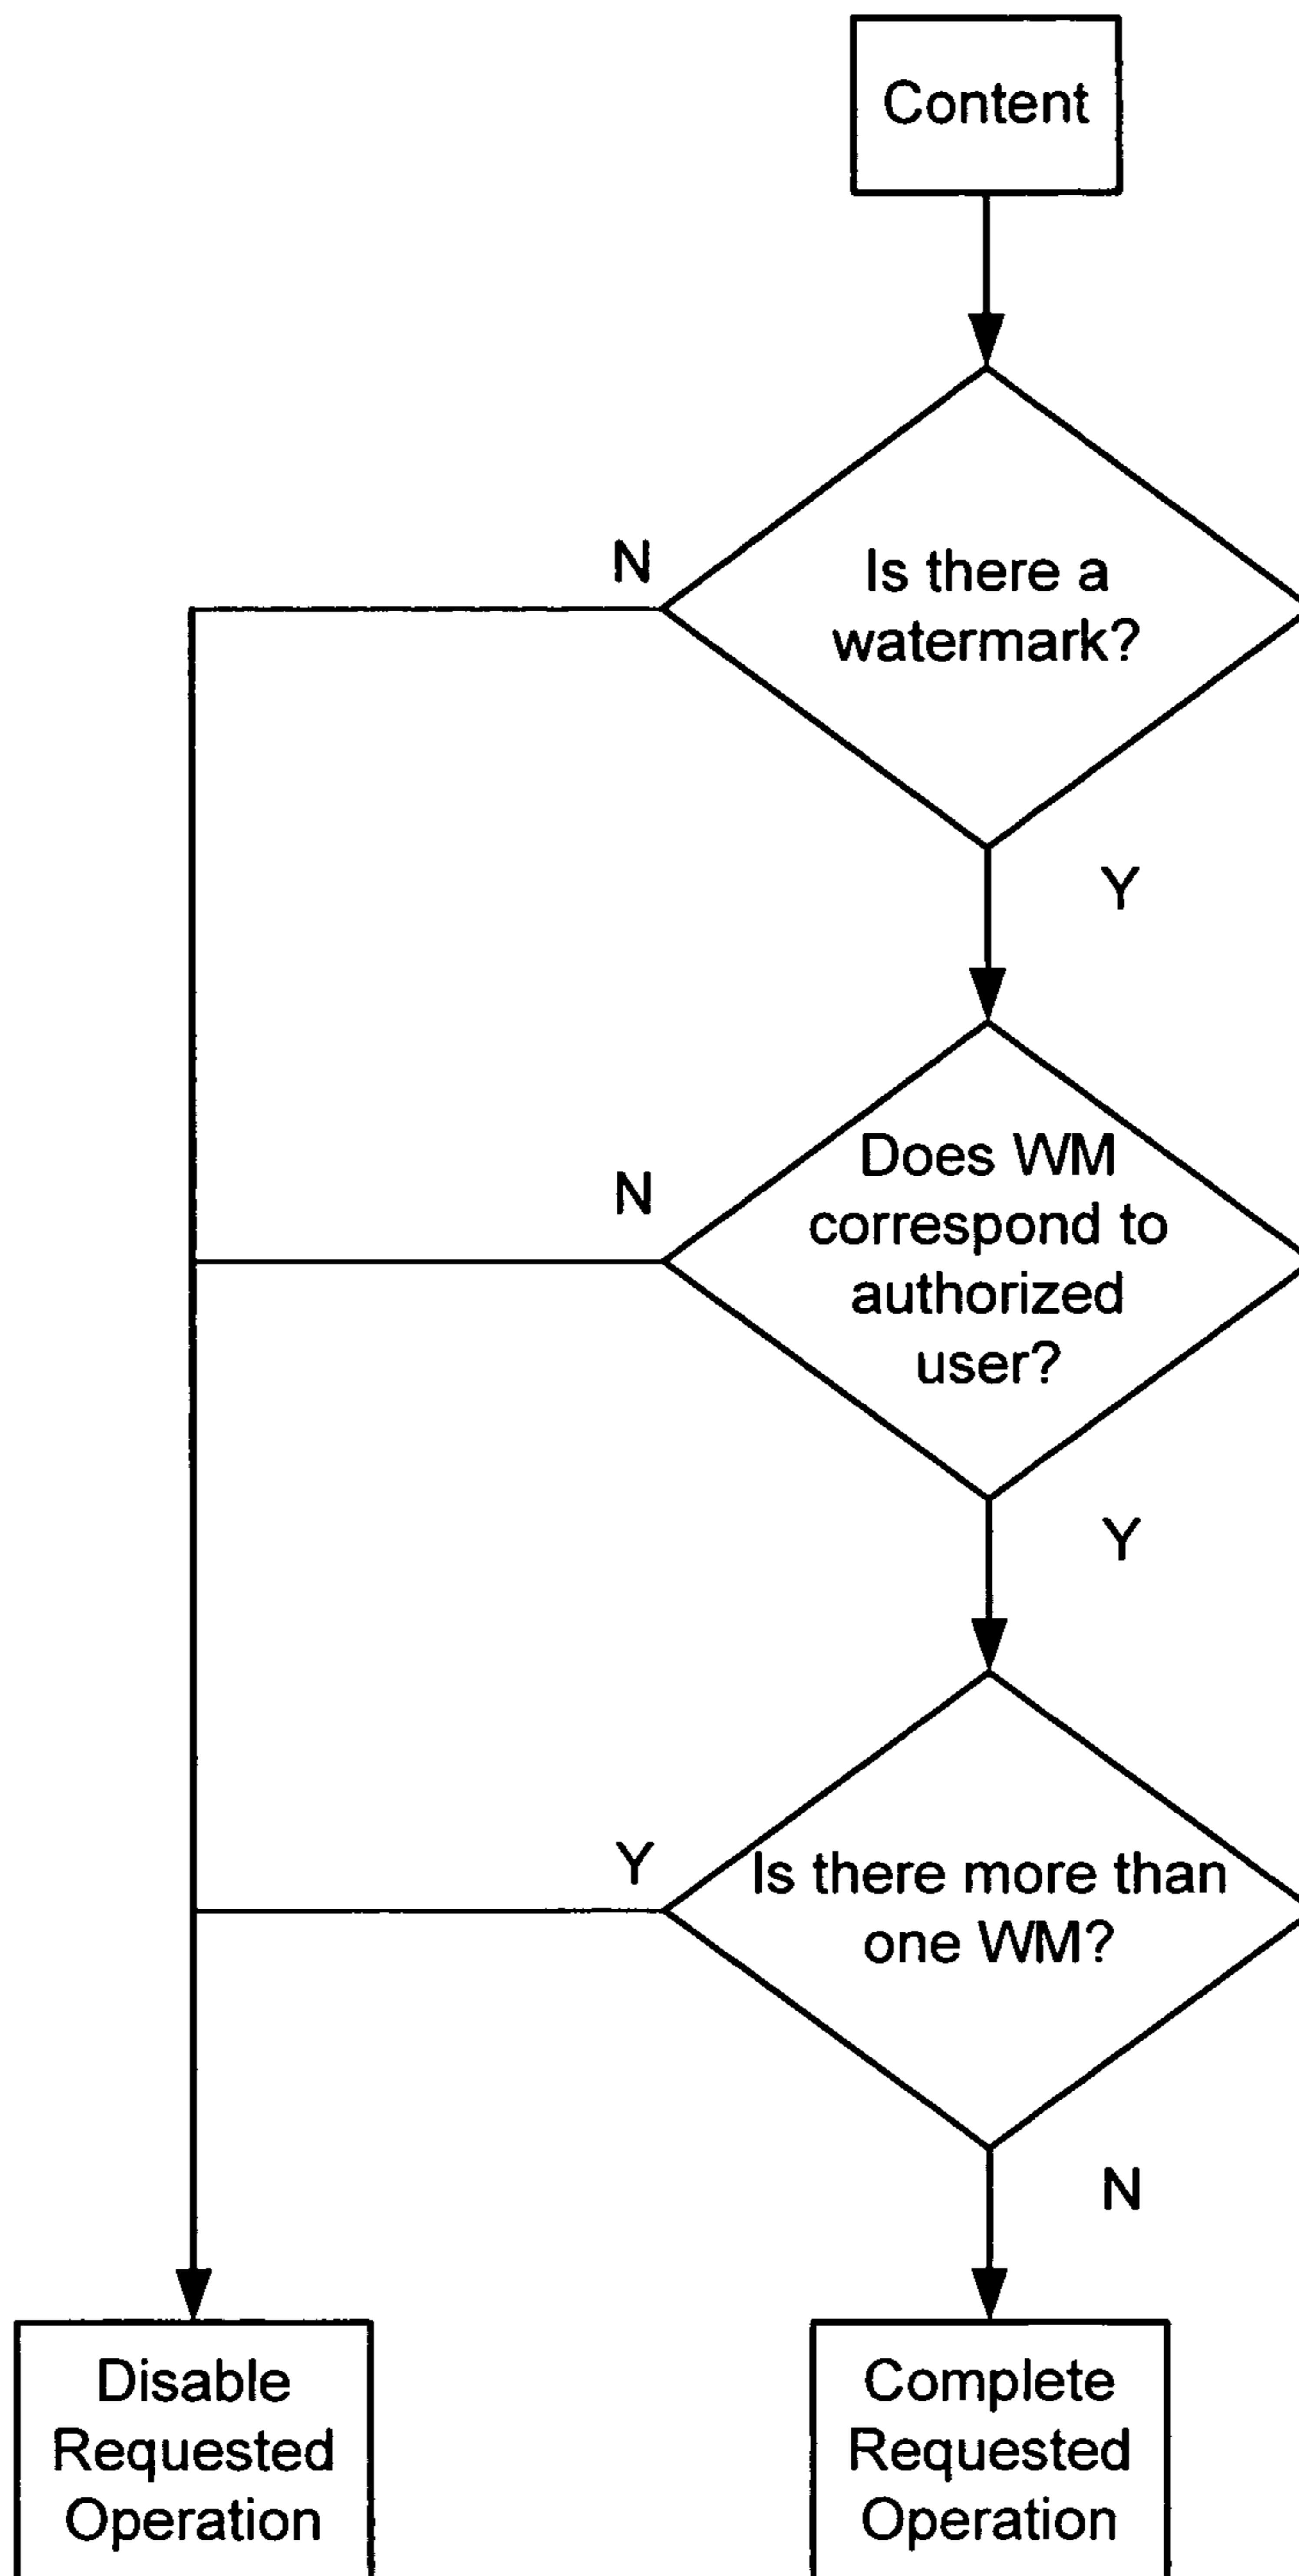 Content
Is there a
watermark?
N
Y
Does WM
correspond to
authorized
user?
N
Y
Is there more than
one WM?
Y
N
Disable
Requested
Operation
Complete
Requested
Operation